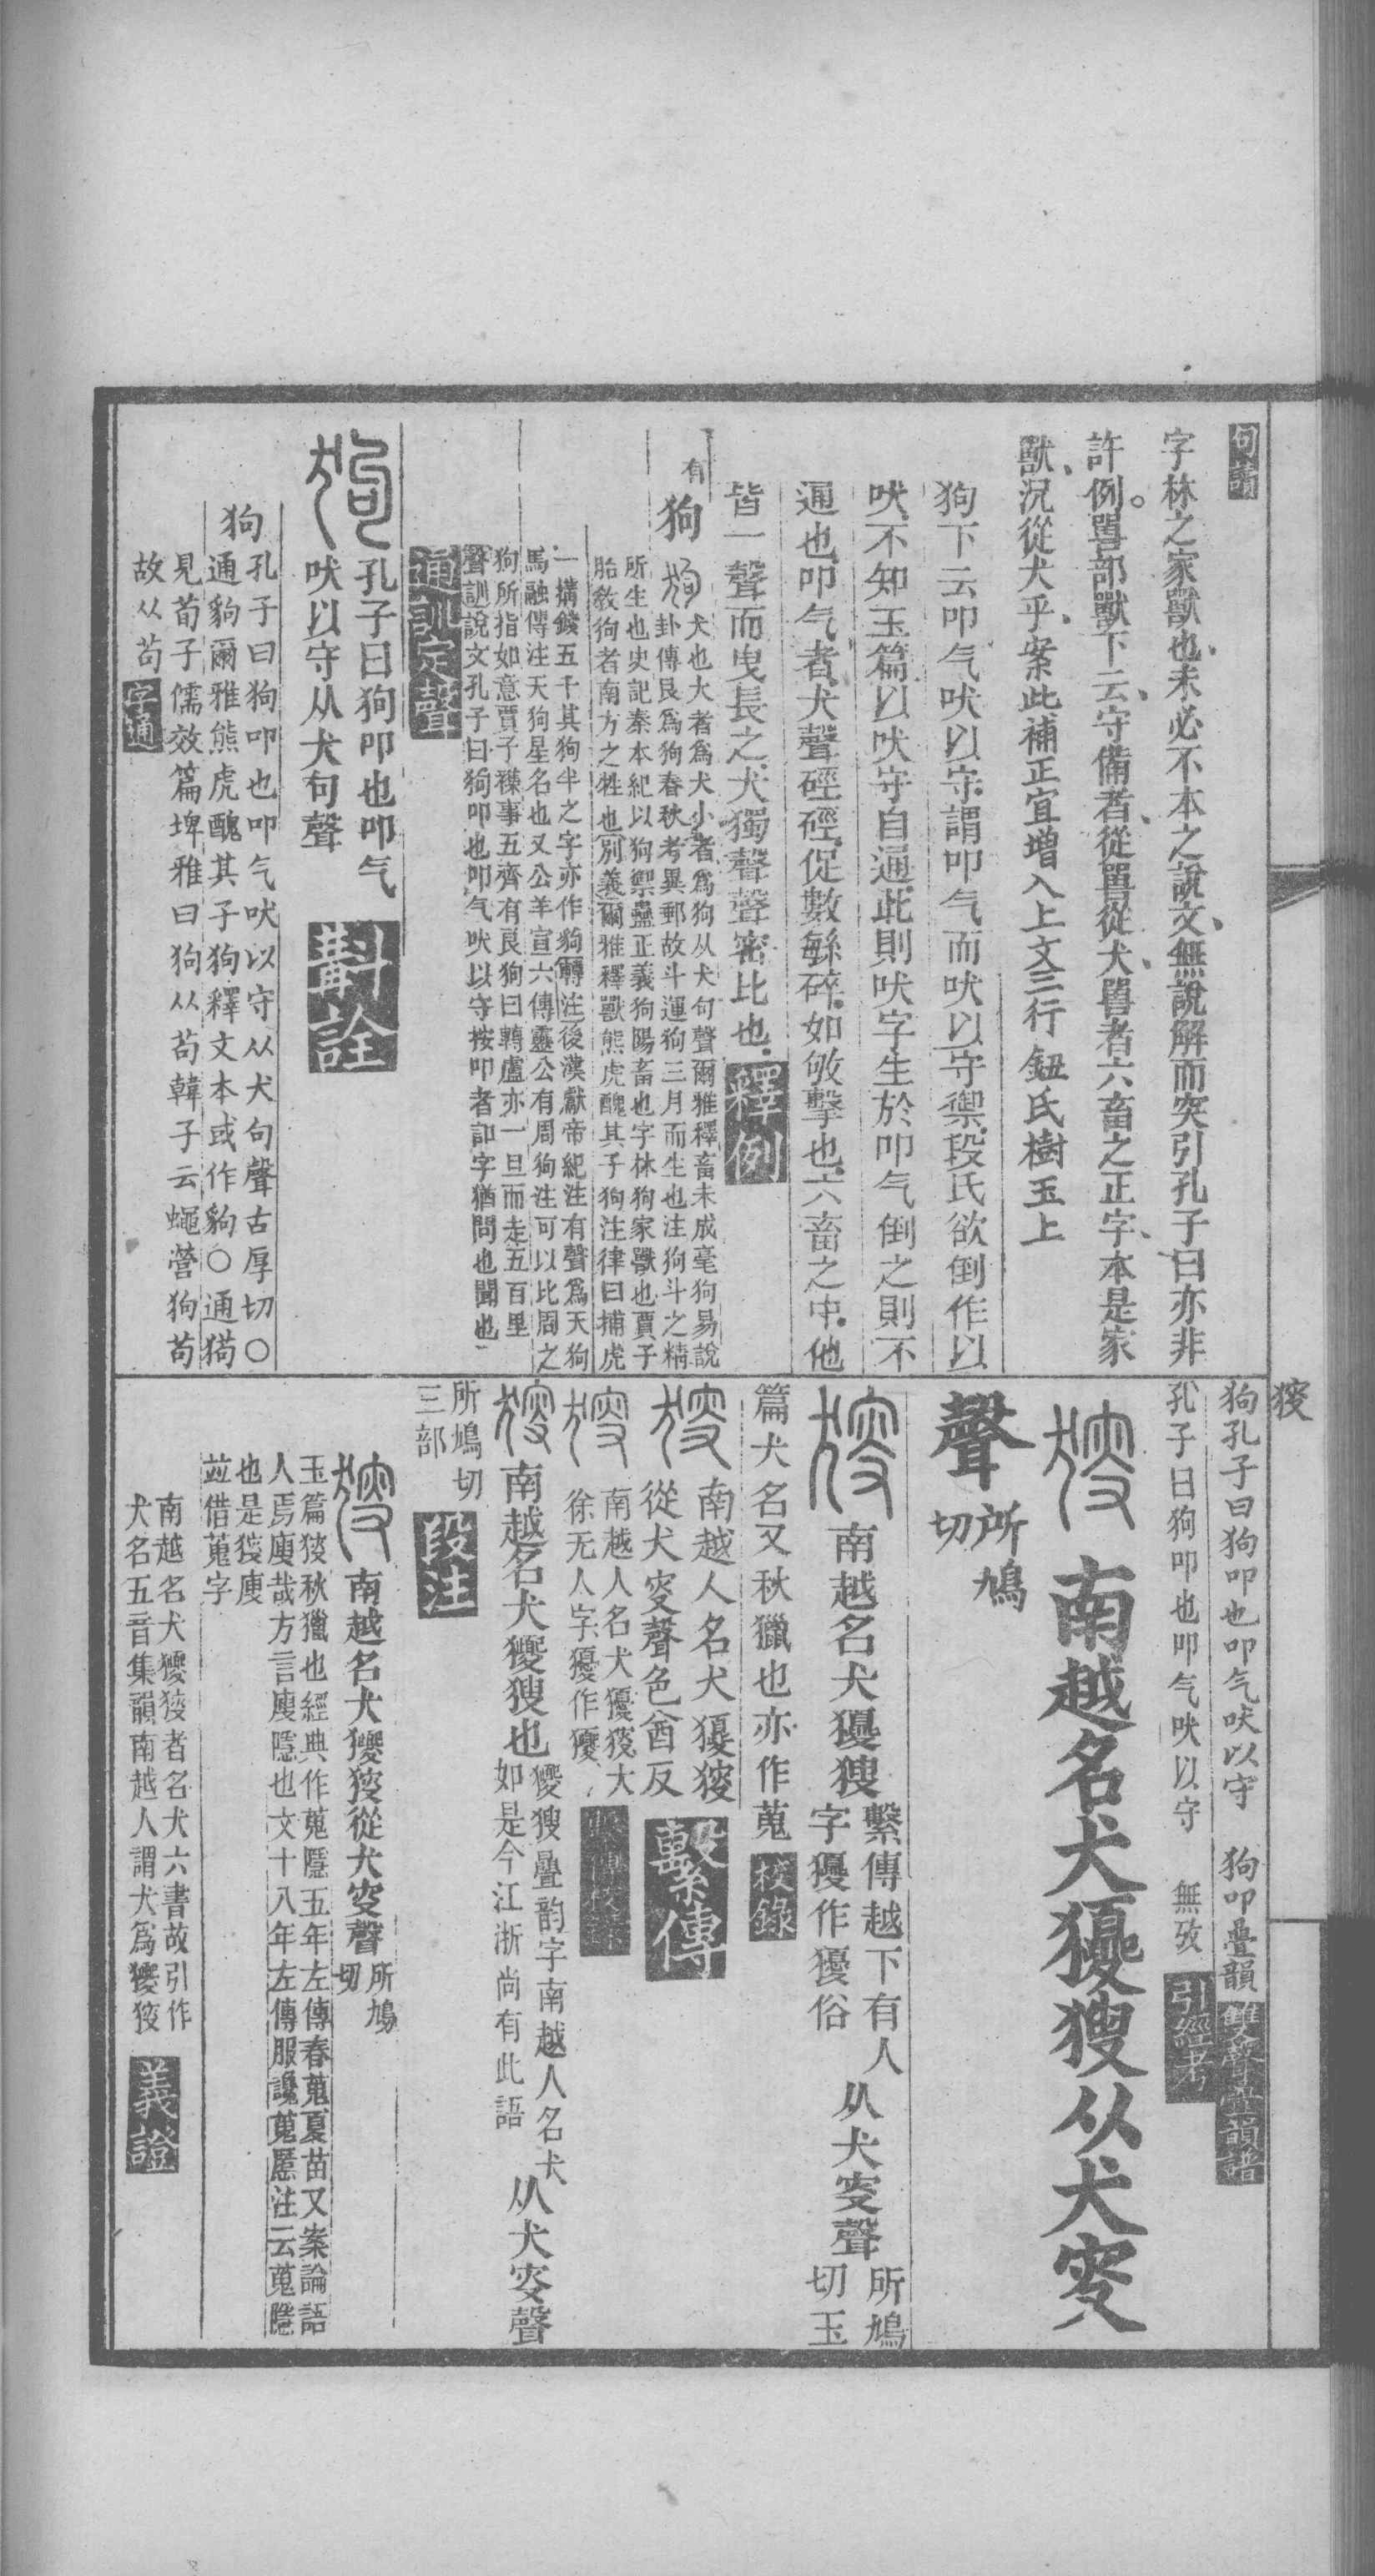 句讀
字林之家獸也未必不本之說文無說解而突引孔子曰亦非
許例嘼部獸下云守備者從嘼從犬嘼者六畜之正字本是家
獸況從犬乎案此補正宜增入上文三行鈕氏樹玉上
狗下云叩气吠以守謂叩气而吠以守禦段氏欲倒作以
吠不知玉篇以吠守自通此則吠字生於叩气倒之則不
通也叩气者犬聲硜硜促數緐碎如敂擊也六畜之中他
皆一聲而曳長之犬獨聲聲密比也 釋例
有
狗
犬也大者爲犬小者爲狗从犬句聲爾雅釋畜未成毫狗易說
卦傳艮爲狗春秋考異郵故斗運狗三月而生也注狗斗之精
所生也史記秦本紀以狗禦蠱正義狗陽畜也字林狗家獸也賈子
胎教狗者南方之牲也別義爾雅釋獸熊虎醜其子狗注律曰捕虎
一購錢五千其狗半之字亦作豿轉注後漢獻帝紀注有聲爲天狗
馬融傳注天狗星名也又公羊宣六傳靈公有周狗注可以比周之
狗所指如意賈子襍事五齊有良狗曰韩盧亦一旦而走五百里
聲訓說文孔子曰狗叩也叩气吠以守按叩者訆字猶問也聞也
通訓定聲
孔子曰狗叩也叩气
吠以守从犬句聲 斠詮
狗
孔子曰狗叩也叩气吠以守从犬句聲古厚切○
通豿爾雅熊虎醜其子狗釋文本或作豿○通猗
見荀子儒效篇埤雅曰狗从苟韓子云蠅營狗苟
故从苟 字通
獀
狗孔子曰狗叩也叩气吠以守 狗叩疊韻 雙聲疊韻譜
孔子曰狗叩也叩气吠以守 無攷 引經考
南越名犬獿獀从犬叜
聲 所鳩切
南越名犬獿獀 繫傳越下有人字獿作獶俗 从犬叜聲 所鳩切玉
篇犬名又秋獵也亦作蒐 校錄
南越人名犬獿獀
從犬叜聲色酋反 繫傳
南越人名犬獿獀大
徐无人字獶作獿 繫傳校錄
南越名犬獿獀也 獿獀疊韵字南越人名犬如是今江浙尚有此語 从犬叜聲
所鳩切
三部 段注
南越名犬獿獀從犬叜聲 所鳩切
玉篇獀秋獵也經典作蒐隱五年左傳春蒐夏苗又案論語
人焉廋哉方言廋隱也文十八年左傳服讒蒐慝注云蒐隱
也是獀廋
竝借蒐字
南越名犬獿獀者名犬六書故引作
犬名五音集韻南越人謂犬爲獿獀 義證